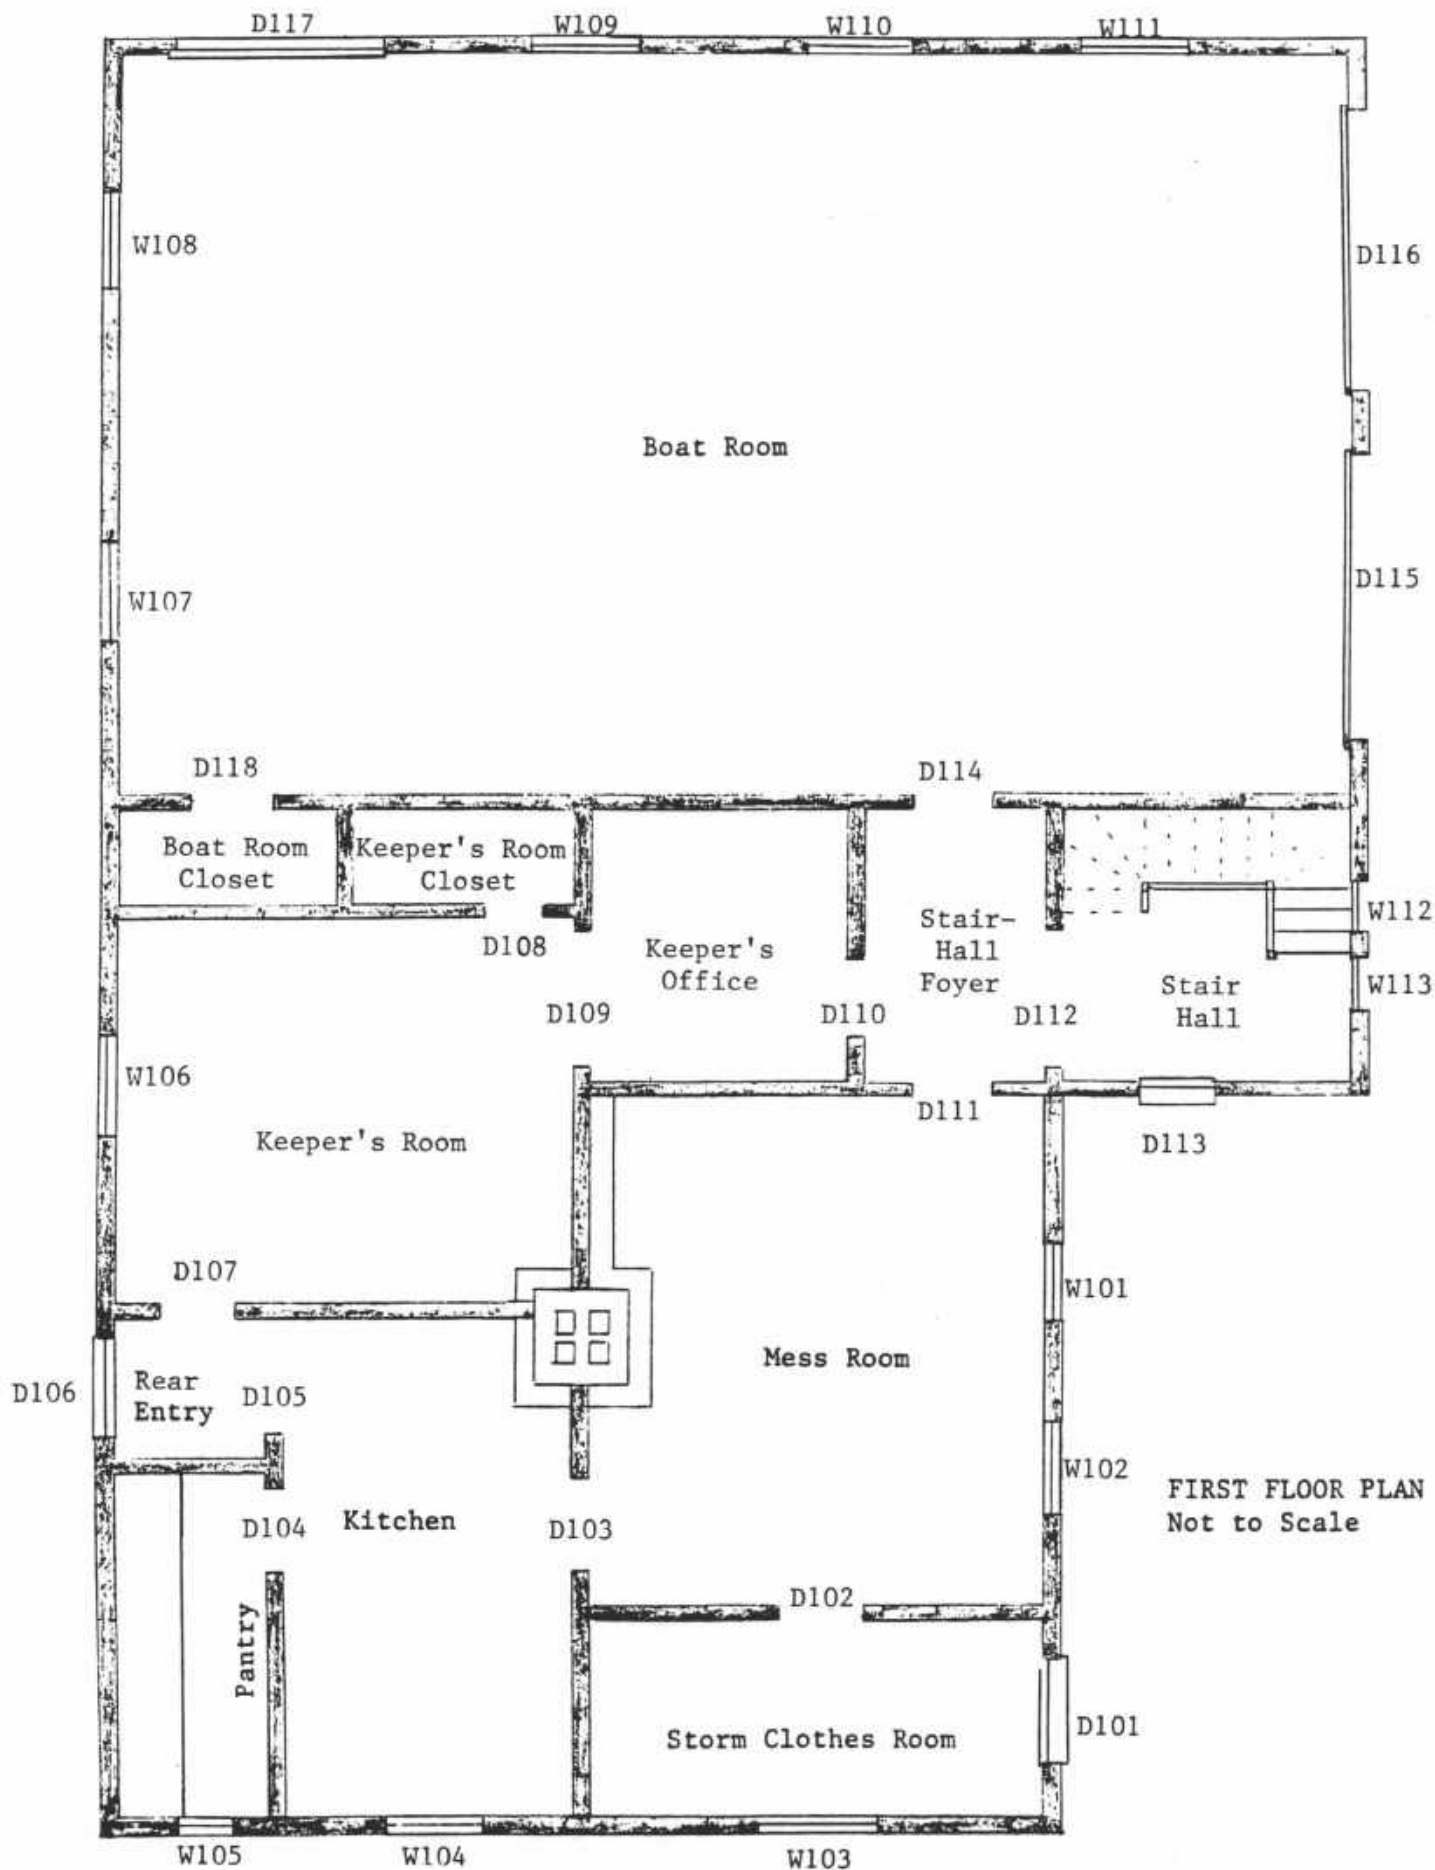 D117
W109
W110
W111
W108
D116
Boat Room
W107
D115
D118
D114
Boat Room
Closet
Keeper's Room
Closet
D108
Keeper's
Office
Stair-
Hall
Foyer
W112
Stair
Hall
W113
D109
D110
D112
W106
D111
Keeper's Room
D113
D107
W101
Mess Room
D106
Rear
Entry
D105
W102
FIRST FLOOR PLAN
Not to Scale
D104
Kitchen
D103
D102
Pantry
Storm Clothes Room
D101
W105
W104
W103